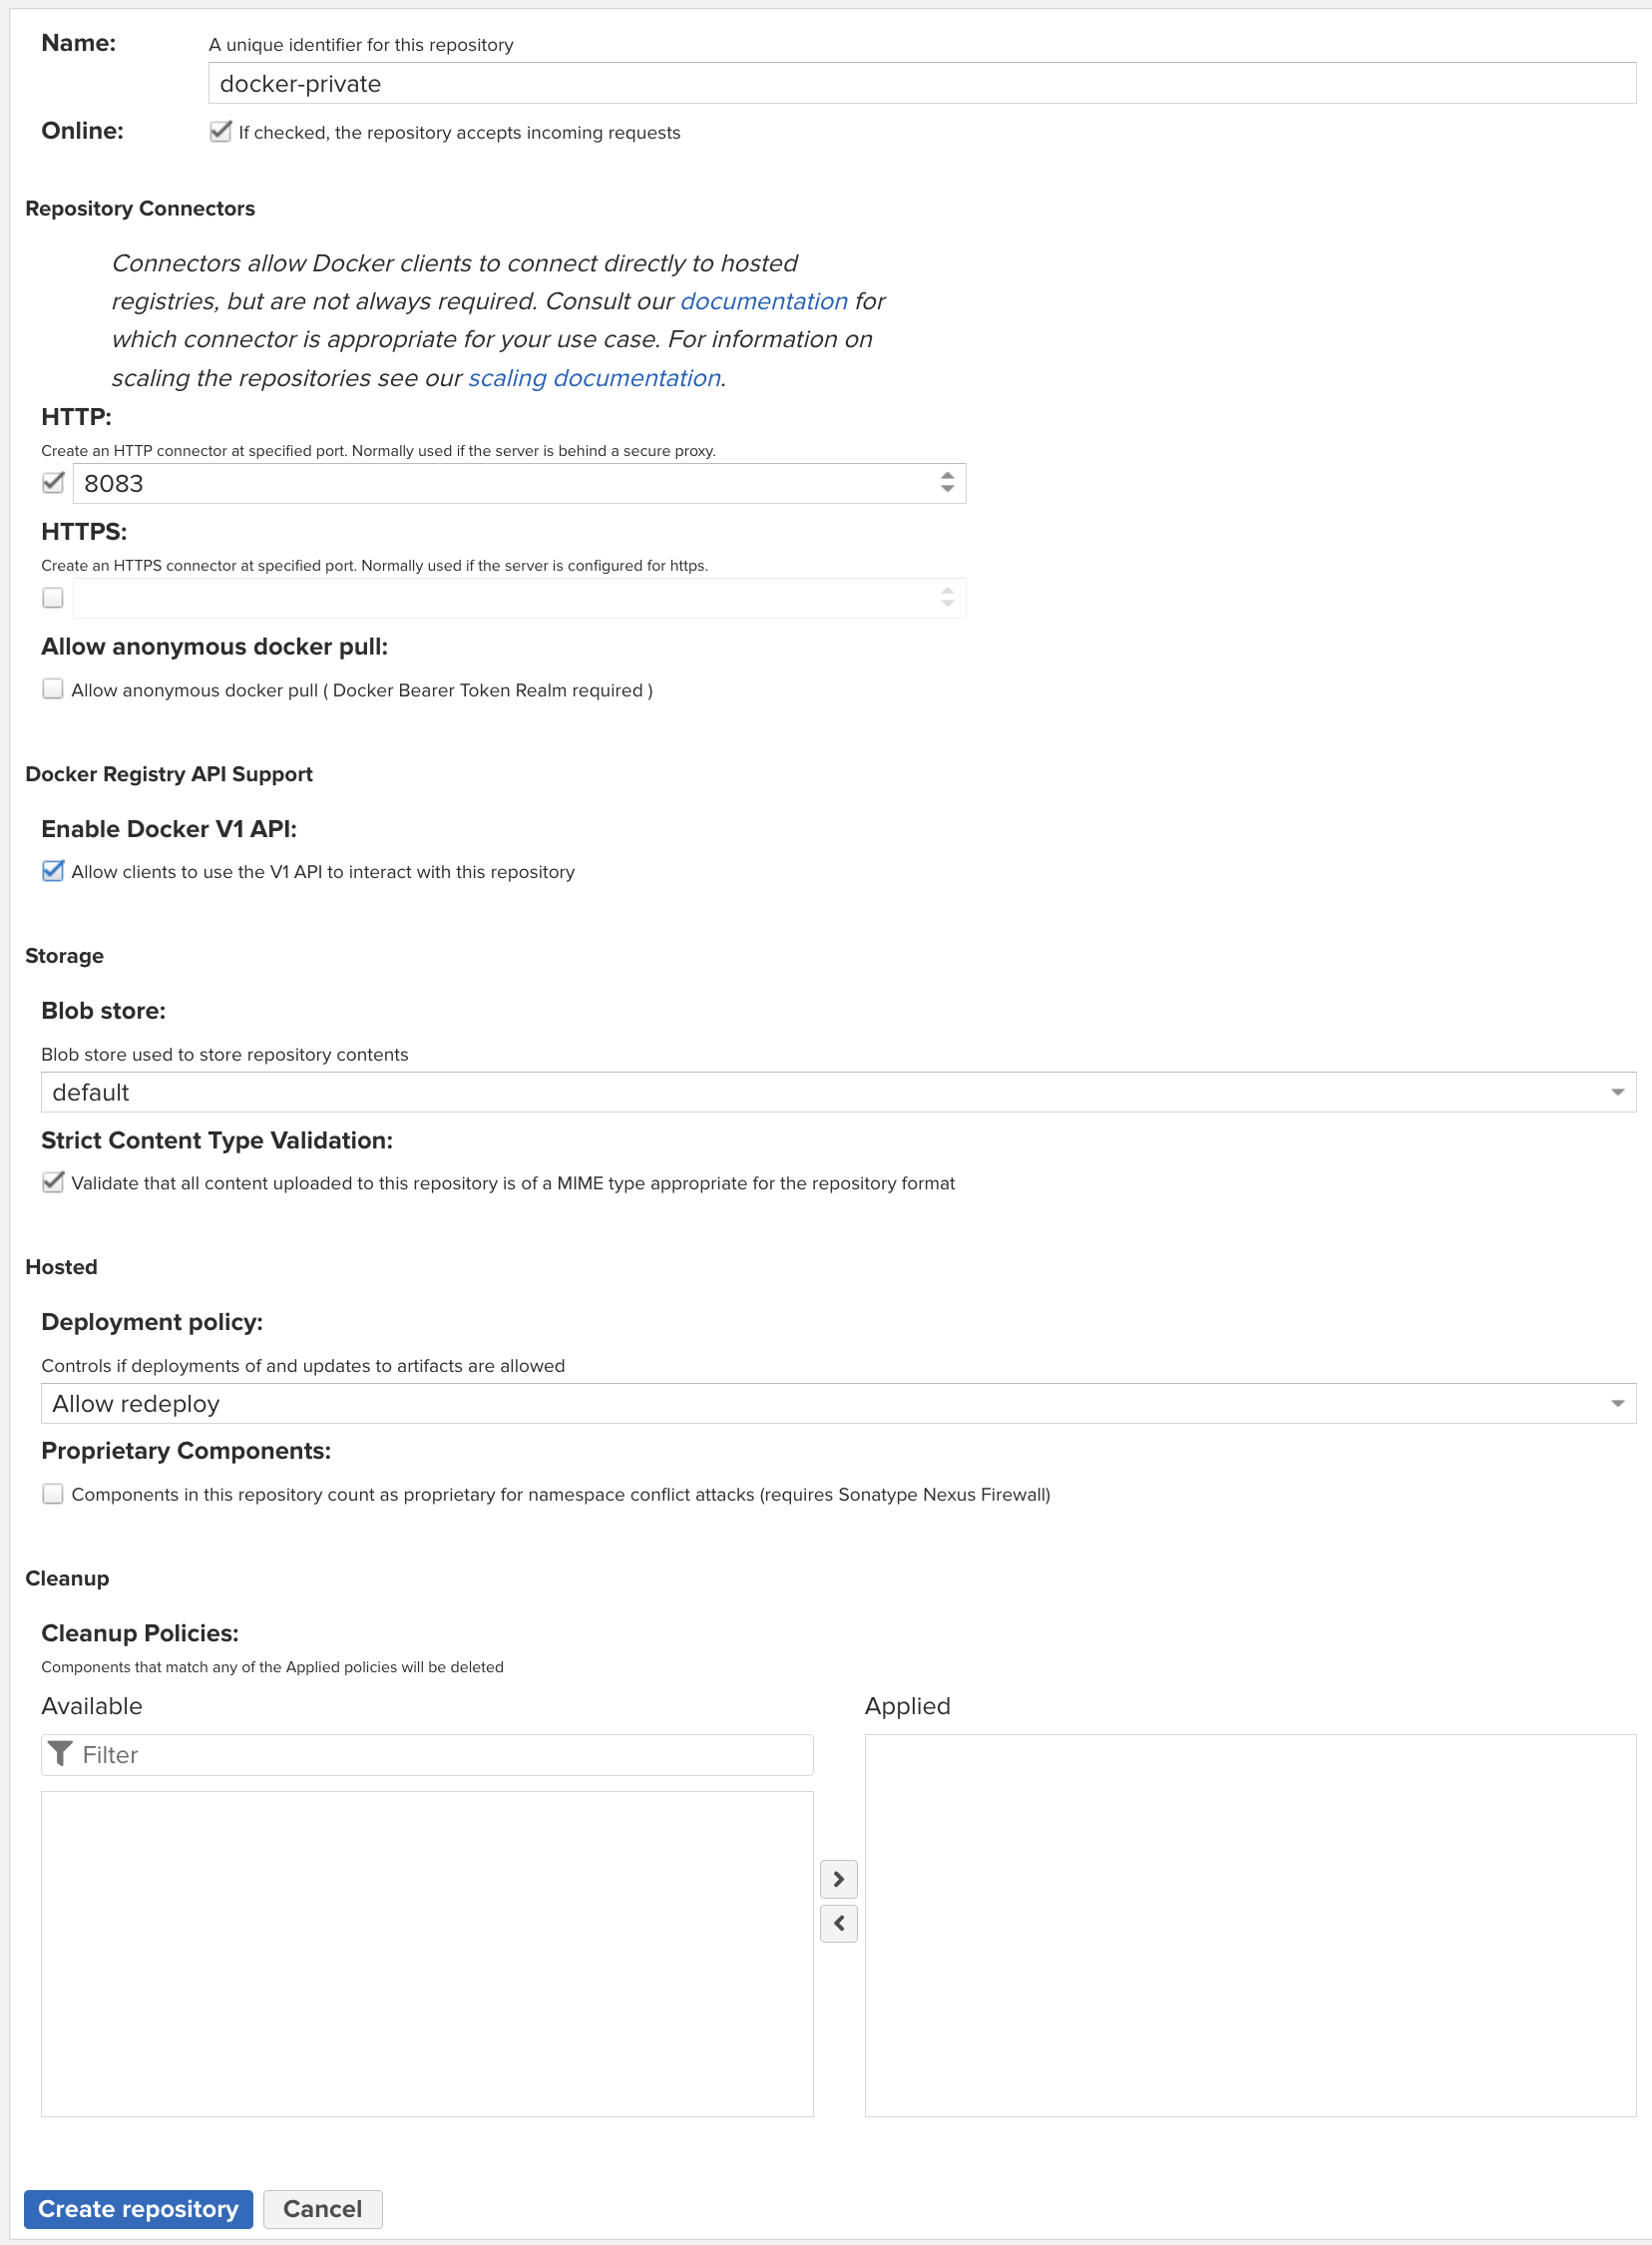 Name:
A unique identifier for this repository
docker-private
Online:
If checked, the repository accepts incoming requests
Repository Connectors
Connectors allow Docker clients to connect directly to hosted
registries, but are not always required. Consult our documentation for
which connector is appropriate for your use case. For information on
scaling the repositories see our scaling documentation.
HTTP:
Create an HTTP connector at specified port. Normally used if the server is behind a secure proxy.
8083
HTTPS:
Create an HTTPS connector at specified port. Normally used if the server is configured for https.
Allow anonymous docker pull:
Allow anonymous docker pull ( Docker Bearer Token Realm required )
Docker Registry API Support
Enable Docker V1 API:
Allow clients to use the V1 API to interact with this repository
Storage
Blob store:
Blob store used to store repository contents
default
Strict Content Type Validation:
Validate that all content uploaded to this repository is of a MIME type appropriate for the repository format
Hosted
Deployment policy:
Controls if deployments of and updates to artifacts are allowed
Allow redeploy
Proprietary Components:
Components in this repository count as proprietary for namespace conflict attacks (requires Sonatype Nexus Firewall)
Cleanup
Cleanup Policies:
Components that match any of the Applied policies will be deleted
Available
Applied
Filter
Create repository
Cancel